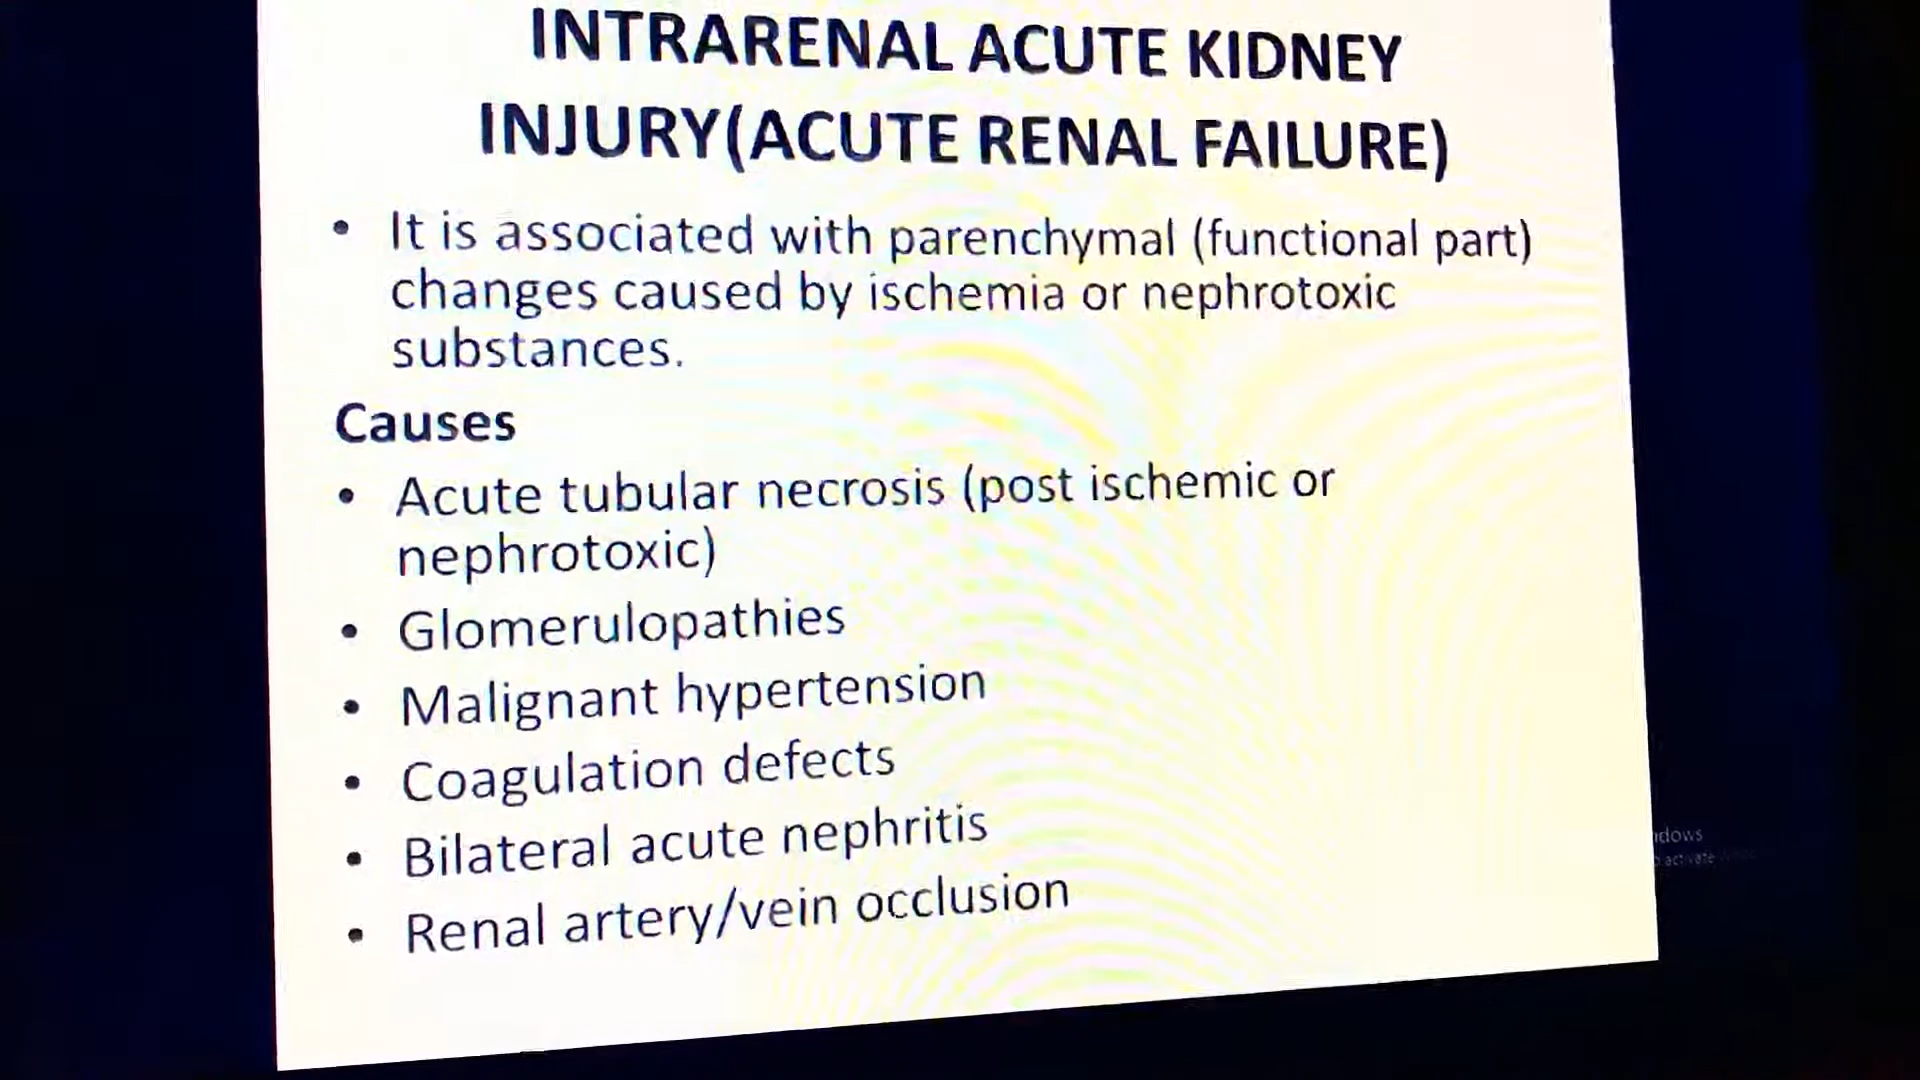 INTRARENAL ACUTE KIDNEY
INJURY(ACUTE RENAL FAILURE)
• It is associated with parenchymal (functional part)
changes caused by ischemia or nephrotoxic
substances.
Causes
• Acute tubular necrosis (post ischemic or
nephrotoxic)
• Glomerulopathies
• Malignant hypertension
• Coagulation defects
• Bilateral acute nephritis
• Renal artery/vein occlusion